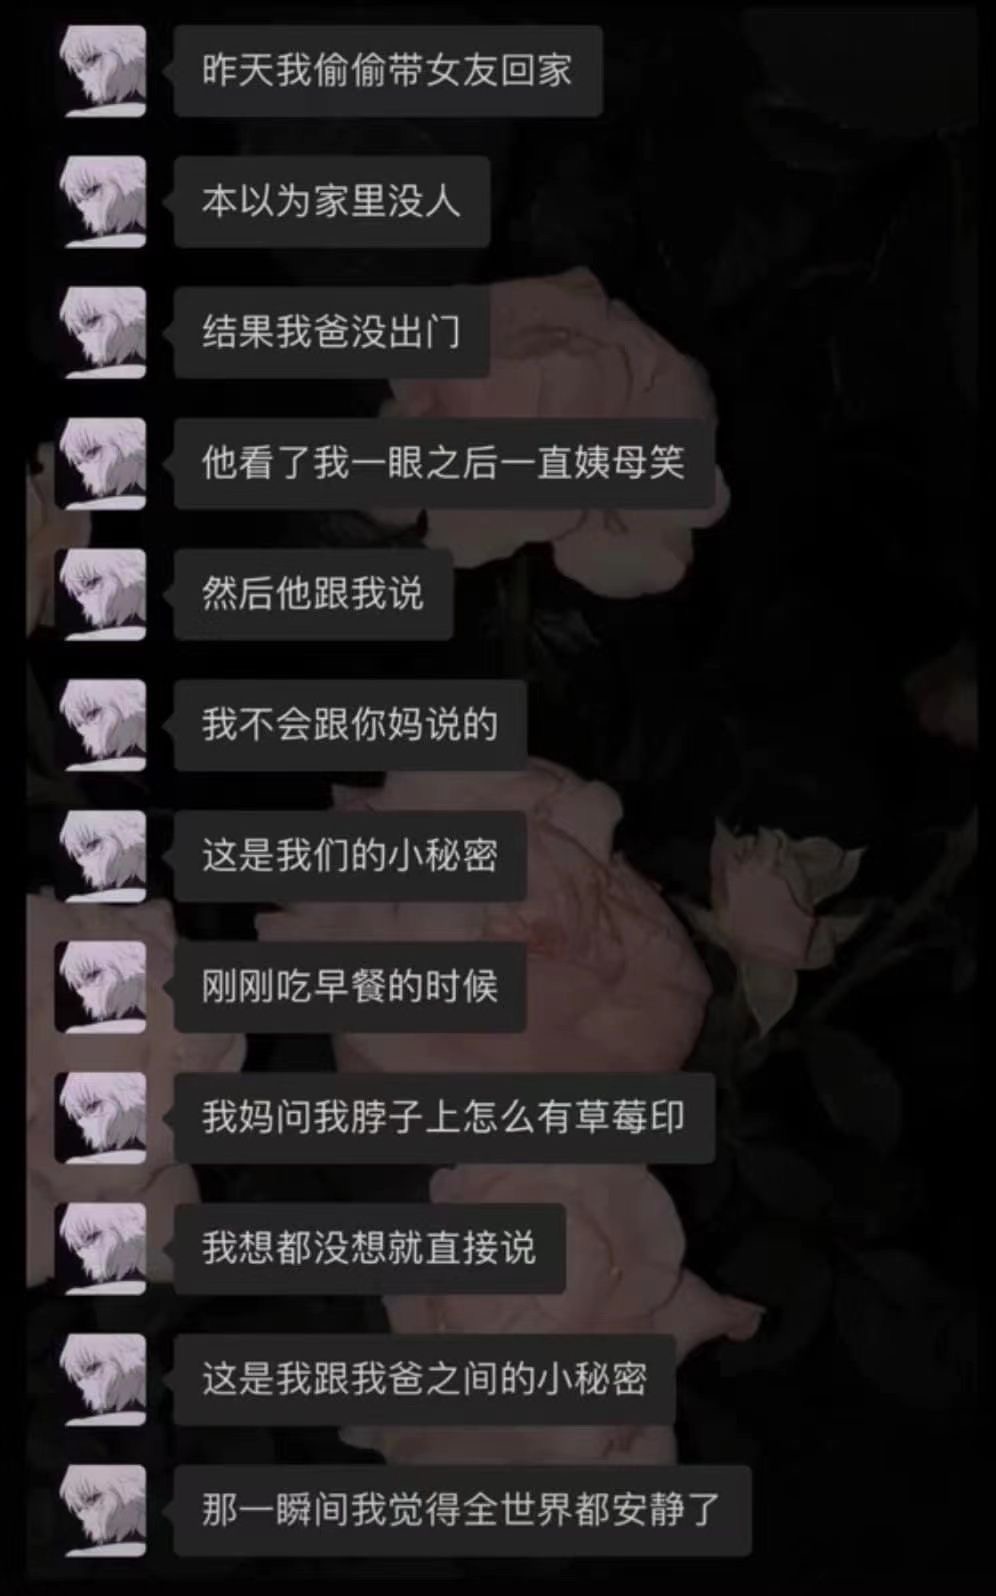 昨天我偷偷带女友回家
本以为家里没人
结果我爸没出门
他看了我一眼之后一直姨母笑
然后他跟我说
我不会跟你妈说的
这是我们的小秘密
刚刚吃早餐的时候
我妈问我脖子上怎么有草莓印
我想都没想就直接说
这是我跟我爸之间的小秘密
那一瞬间我觉得全世界都安静了